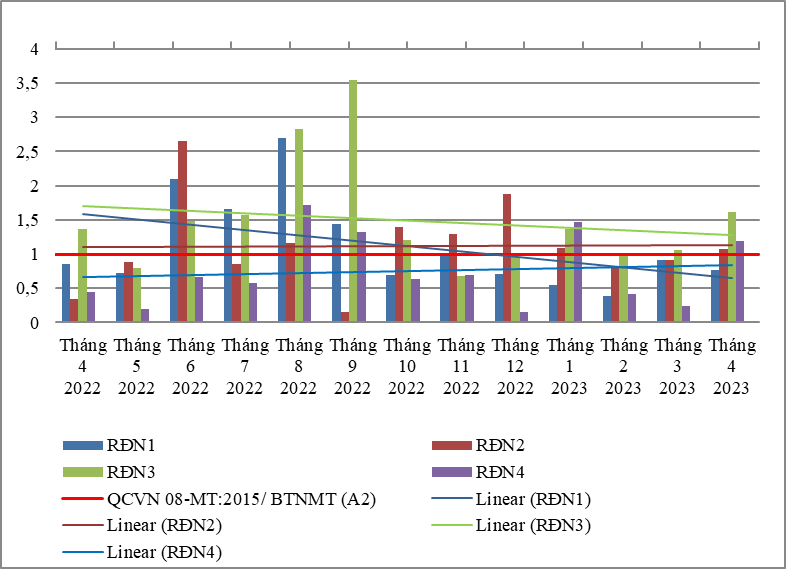 4
3,5
3
2,5
2
1,5
1
0,5
0
Tháng Tháng Tháng Tháng Tháng Tháng Tháng Tháng Tháng Tháng Tháng Tháng Tháng
4 5 6 7 8 9 10 11 12 1 2 3 4
2022 2022 2022 2022 2022 2022 2022 2022 2022 2023 2023 2023 2023
RĐN1 RĐN2
RĐN3 RĐN4
QCVN 08-MT:2015/ BTNMT (A2) Linear (RĐN1)
Linear (RĐN2) Linear (RĐN3)
Linear (RĐN4)